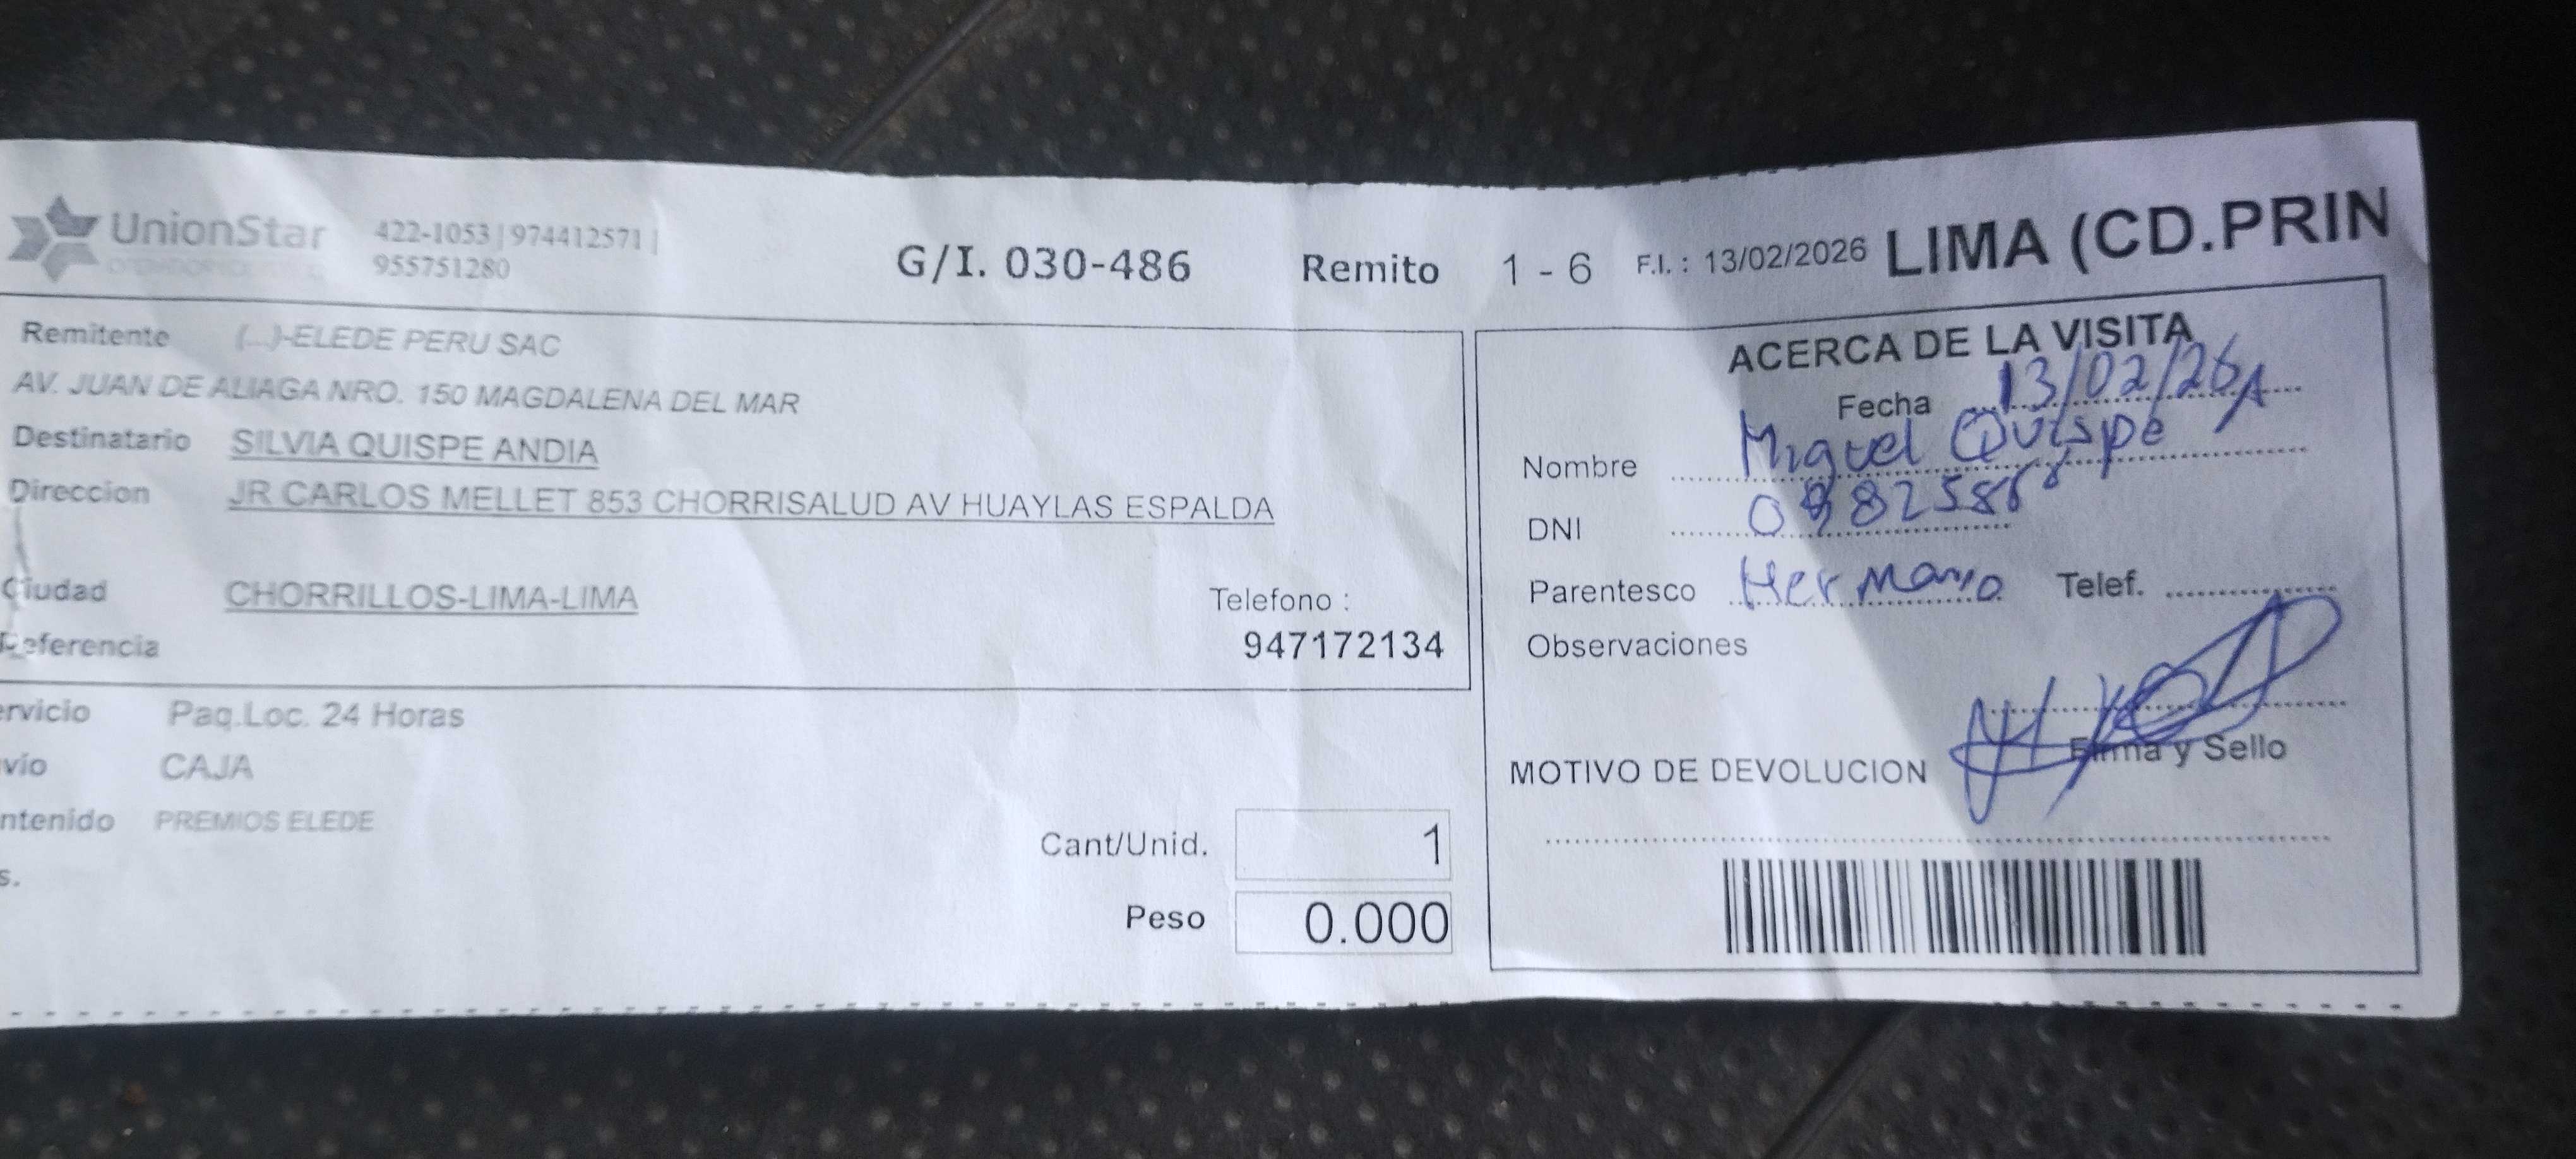 UnionStar
422-1053 | 974412571 |
955751280
G/I. 030-486 Remito 1 - 6 F.I. : 13/02/2026 LIMA (CD.PRIN
Remitente (...)-ELEDE PERU SAC
AV. JUAN DE ALIAGA NRO. 150 MAGDALENA DEL MAR
Destinatario SILVIA QUISPE ANDIA
Direccion JR CARLOS MELLET 853 CHORRISALUD AV HUAYLAS ESPALDA
Ciudad CHORRILLOS-LIMA-LIMA
Telefono :
947172134
Referencia
ervicio Paq.Loc. 24 Horas
vío CAJA
ntenido PREMIOS ELEDE
s.
Cant/Unid. 1
Peso 0.000
ACERCA DE LA VISITA
Fecha 13/02/26
Nombre Miguel Quispe A
DNI
Parentesco Hermano Telef.
Observaciones
Firma y Sello
MOTIVO DE DEVOLUCION